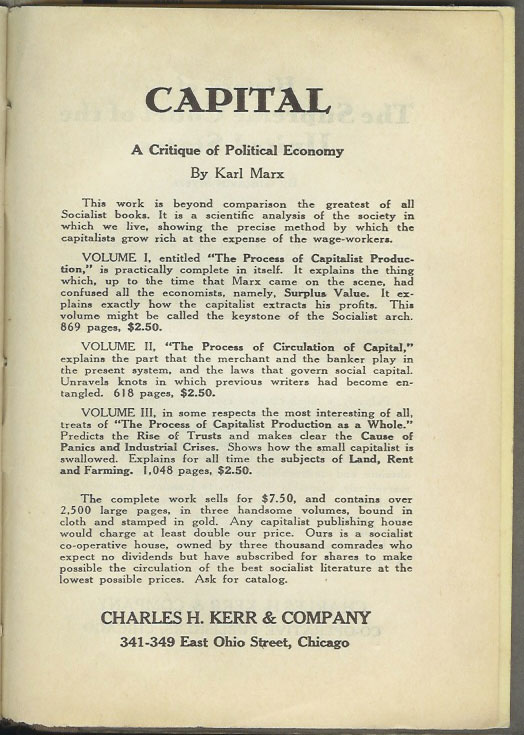 CAPITAL
A Critique of Political Economy
By Karl Marx
This work is beyond comparison the greatest of all
Socialist books. It is a scientific analysis of the society in
which we live, showing the precise method by which the
capitalists grow rich at the expense of the wage-workers.
VOLUME I, entitled "The Process of Capitalist Produc-
tion," is practically complete in itself. It explains the thing
which, up to the time that Marx came on the scene, had
confused all the economists, namely, Surplus Value. It ex-
plains exactly how the capitalist extracts his profits. This
volume might be called the keystone of the Socialist arch.
869 pages, $2.50.
VOLUME II, "The Process of Circulation of Capital,"
explains the part that the merchant and the banker play in
the present system, and the laws that govern social capital.
Unravels knots in which previous writers had become en-
tangled. 618 pages, $2.50.
VOLUME III, in some respects the most interesting of all,
treats of "The Process of Capitalist Production as a Whole."
Predicts the Rise of Trusts and makes clear the Cause of
Panics and Industrial Crises. Shows how the small capitalist is
swallowed. Explains for all time the subjects of Land, Rent
and Farming. 1,048 pages, $2.50.
The complete work sells for $7.50, and contains over
2,500 large pages, in three handsome volumes, bound in
cloth and stamped in gold. Any capitalist publishing house
would charge at least double our price. Ours is a socialist
co-operative house, owned by three thousand comrades who
expect no dividends but have subscribed for shares to make
possible the circulation of the best socialist literature at the
lowest possible prices. Ask for catalog.
CHARLES H. KERR & COMPANY
341-349 East Ohio Street, Chicago